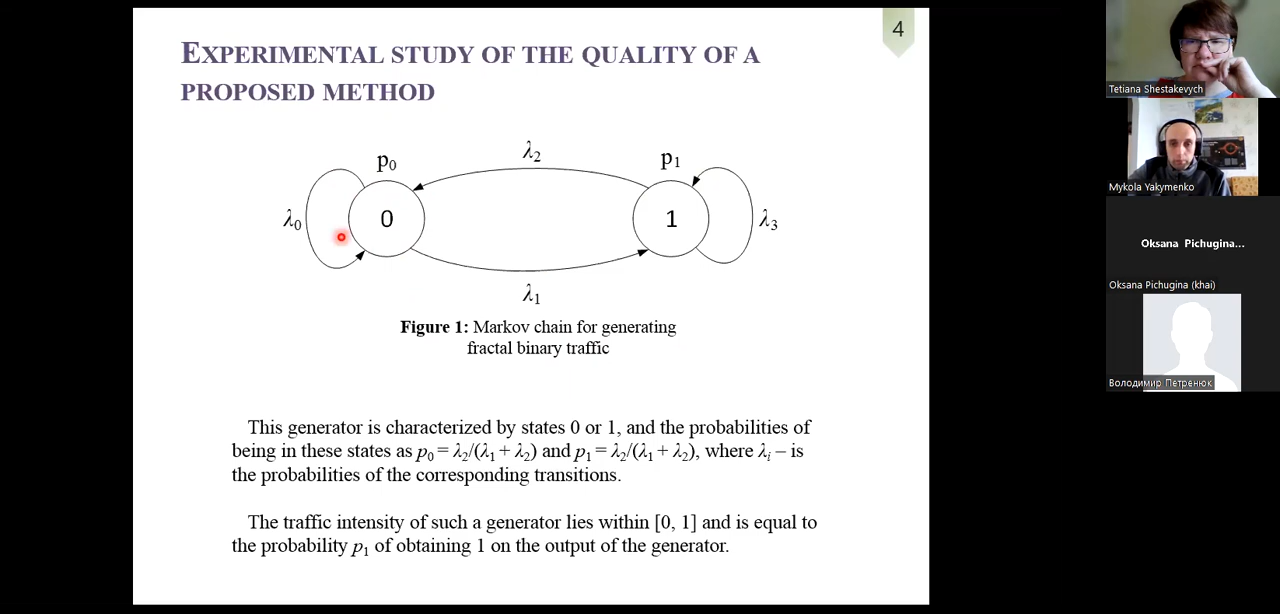 4
EXPERIMENTAL STUDY OF THE QUALITY OF A
PROPOSED METHOD
p₀
λ₂
p₁
λ₀
0
1
λ₃
λ₁
Figure 1: Markov chain for generating
fractal binary traffic
This generator is characterized by states 0 or 1, and the probabilities of
being in these states as p₀ = λ₂/(λ₁ + λ₂) and p₁ = λ₂/(λ₁ + λ₂), where λᵢ – is
the probabilities of the corresponding transitions.
The traffic intensity of such a generator lies within [0, 1] and is equal to
the probability p₁ of obtaining 1 on the output of the generator.
Tetiana Shestakevych
Mykola Yakymenko
Oksana Pichugina...
Oksana Pichugina (khai)
Володимир Петренюк